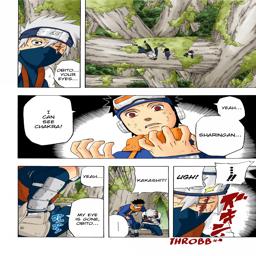 OBITO...
YOUR
EYES...
I
CAN
SEE
CHAKRA!
YEAH...
SHARINGAN...
YEAH...
MY EYE
IS GONE,
OBITO...
KAKASHI!?
UGH!
THROBB